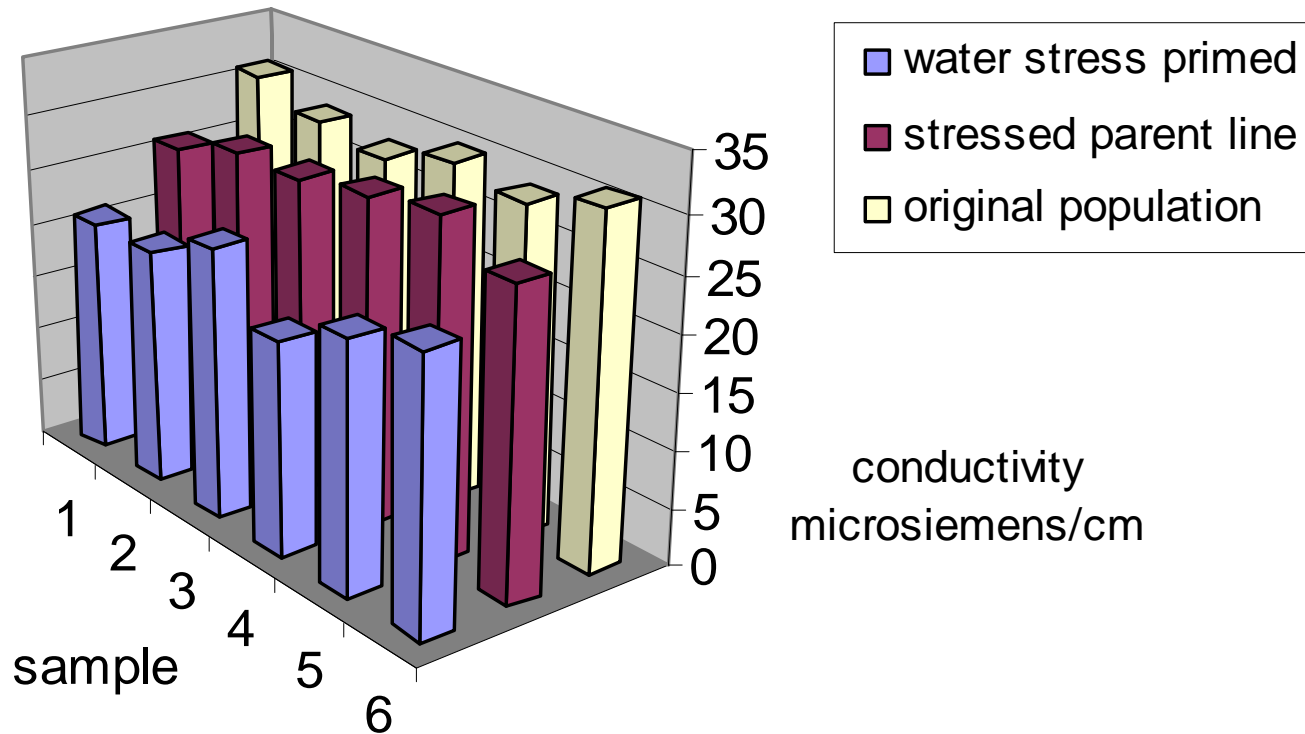 water stress primed
stressed parent line
original population
35
30
25
20
15
10
5
0
conductivity
microsiemens/cm
1
2
3
4
5
6
sample